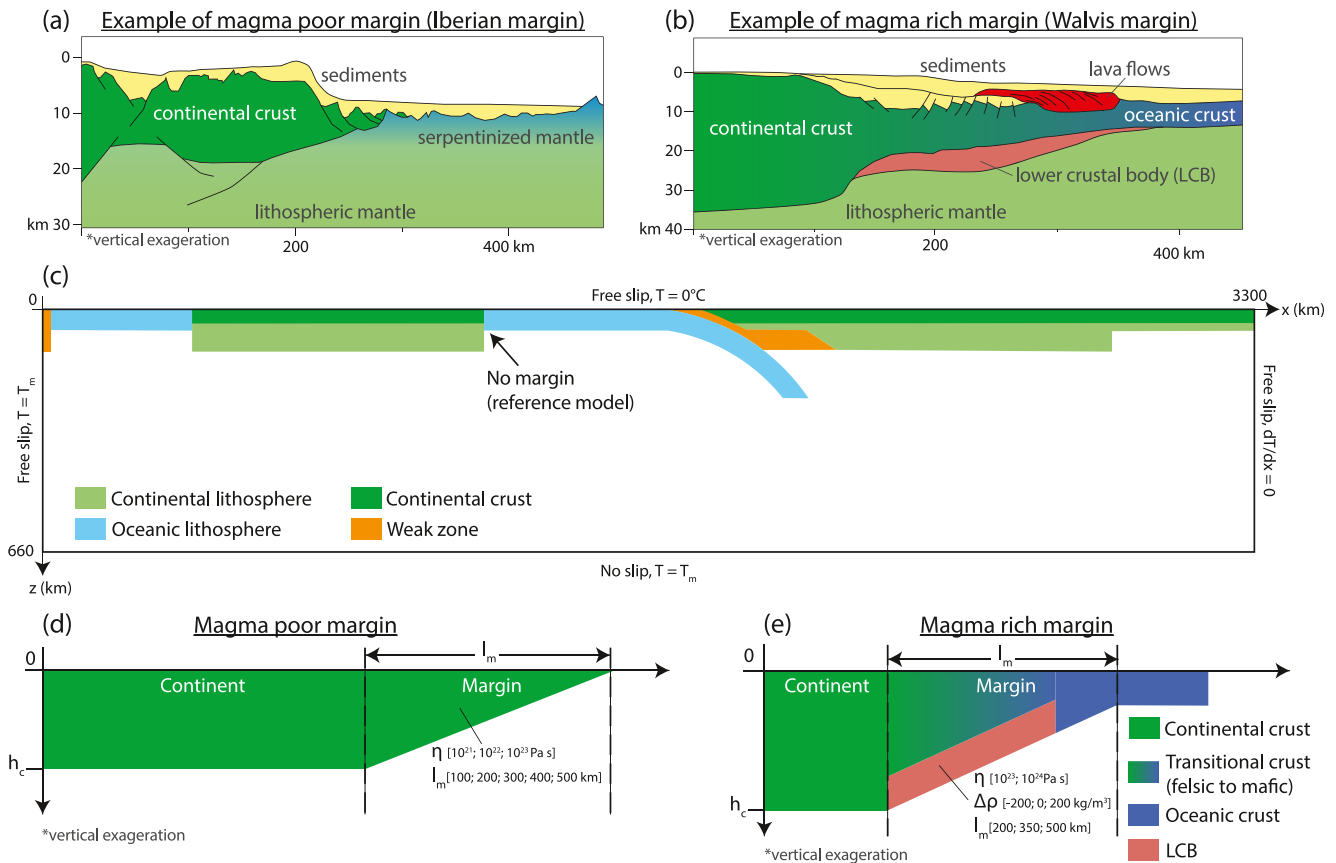 (a) Example of magma poor margin (Iberian margin)
0
10
20
km 30
sediments
continental crust
serpentinized mantle
lithospheric mantle
*vertical exageration
200
400 km
(b) Example of magma rich margin (Walvis margin)
0
10
20
30
km 40
sediments
lava flows
continental crust
oceanic crust
lower crustal body (LCB)
lithospheric mantle
*vertical exageration
200
400 km
(c)
0
Free slip, T = 0°C
3300
x (km)
No margin
(reference model)
Free slip, T = Tₘ
Free slip, dT/dx = 0
Continental lithosphere
Continental crust
Oceanic lithosphere
Weak zone
660
z (km)
No slip, T = Tₘ
(d) Magma poor margin
0
lₘ
Continent
Margin
η [10²¹; 10²²; 10²³ Pa s]
lₘ [100; 200; 300; 400; 500 km]
h꜀
*vertical exageration
(e) Magma rich margin
0
lₘ
Continent
Margin
η [10²³; 10²⁴Pa s]
Δρ [-200; 0; 200 kg/m³]
lₘ [200; 350; 500 km]
h꜀
*vertical exageration
Continental crust
Transitional crust
(felsic to mafic)
Oceanic crust
LCB